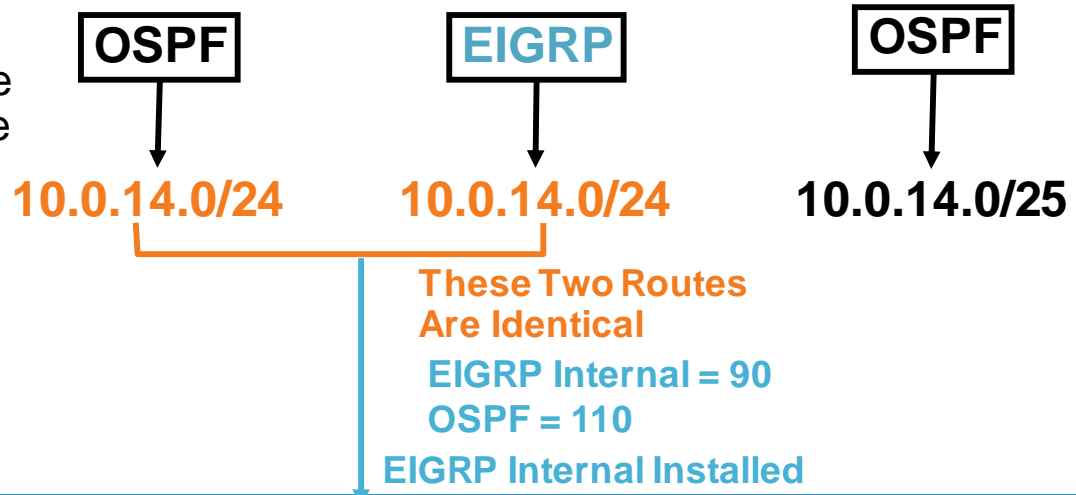 OSPF EIGRP OSPF
10.0.14.0/24 10.0.14.0/24 10.0.14.0/25
These Two Routes
Are Identical
EIGRP Internal = 90
OSPF = 110
EIGRP Internal Installed